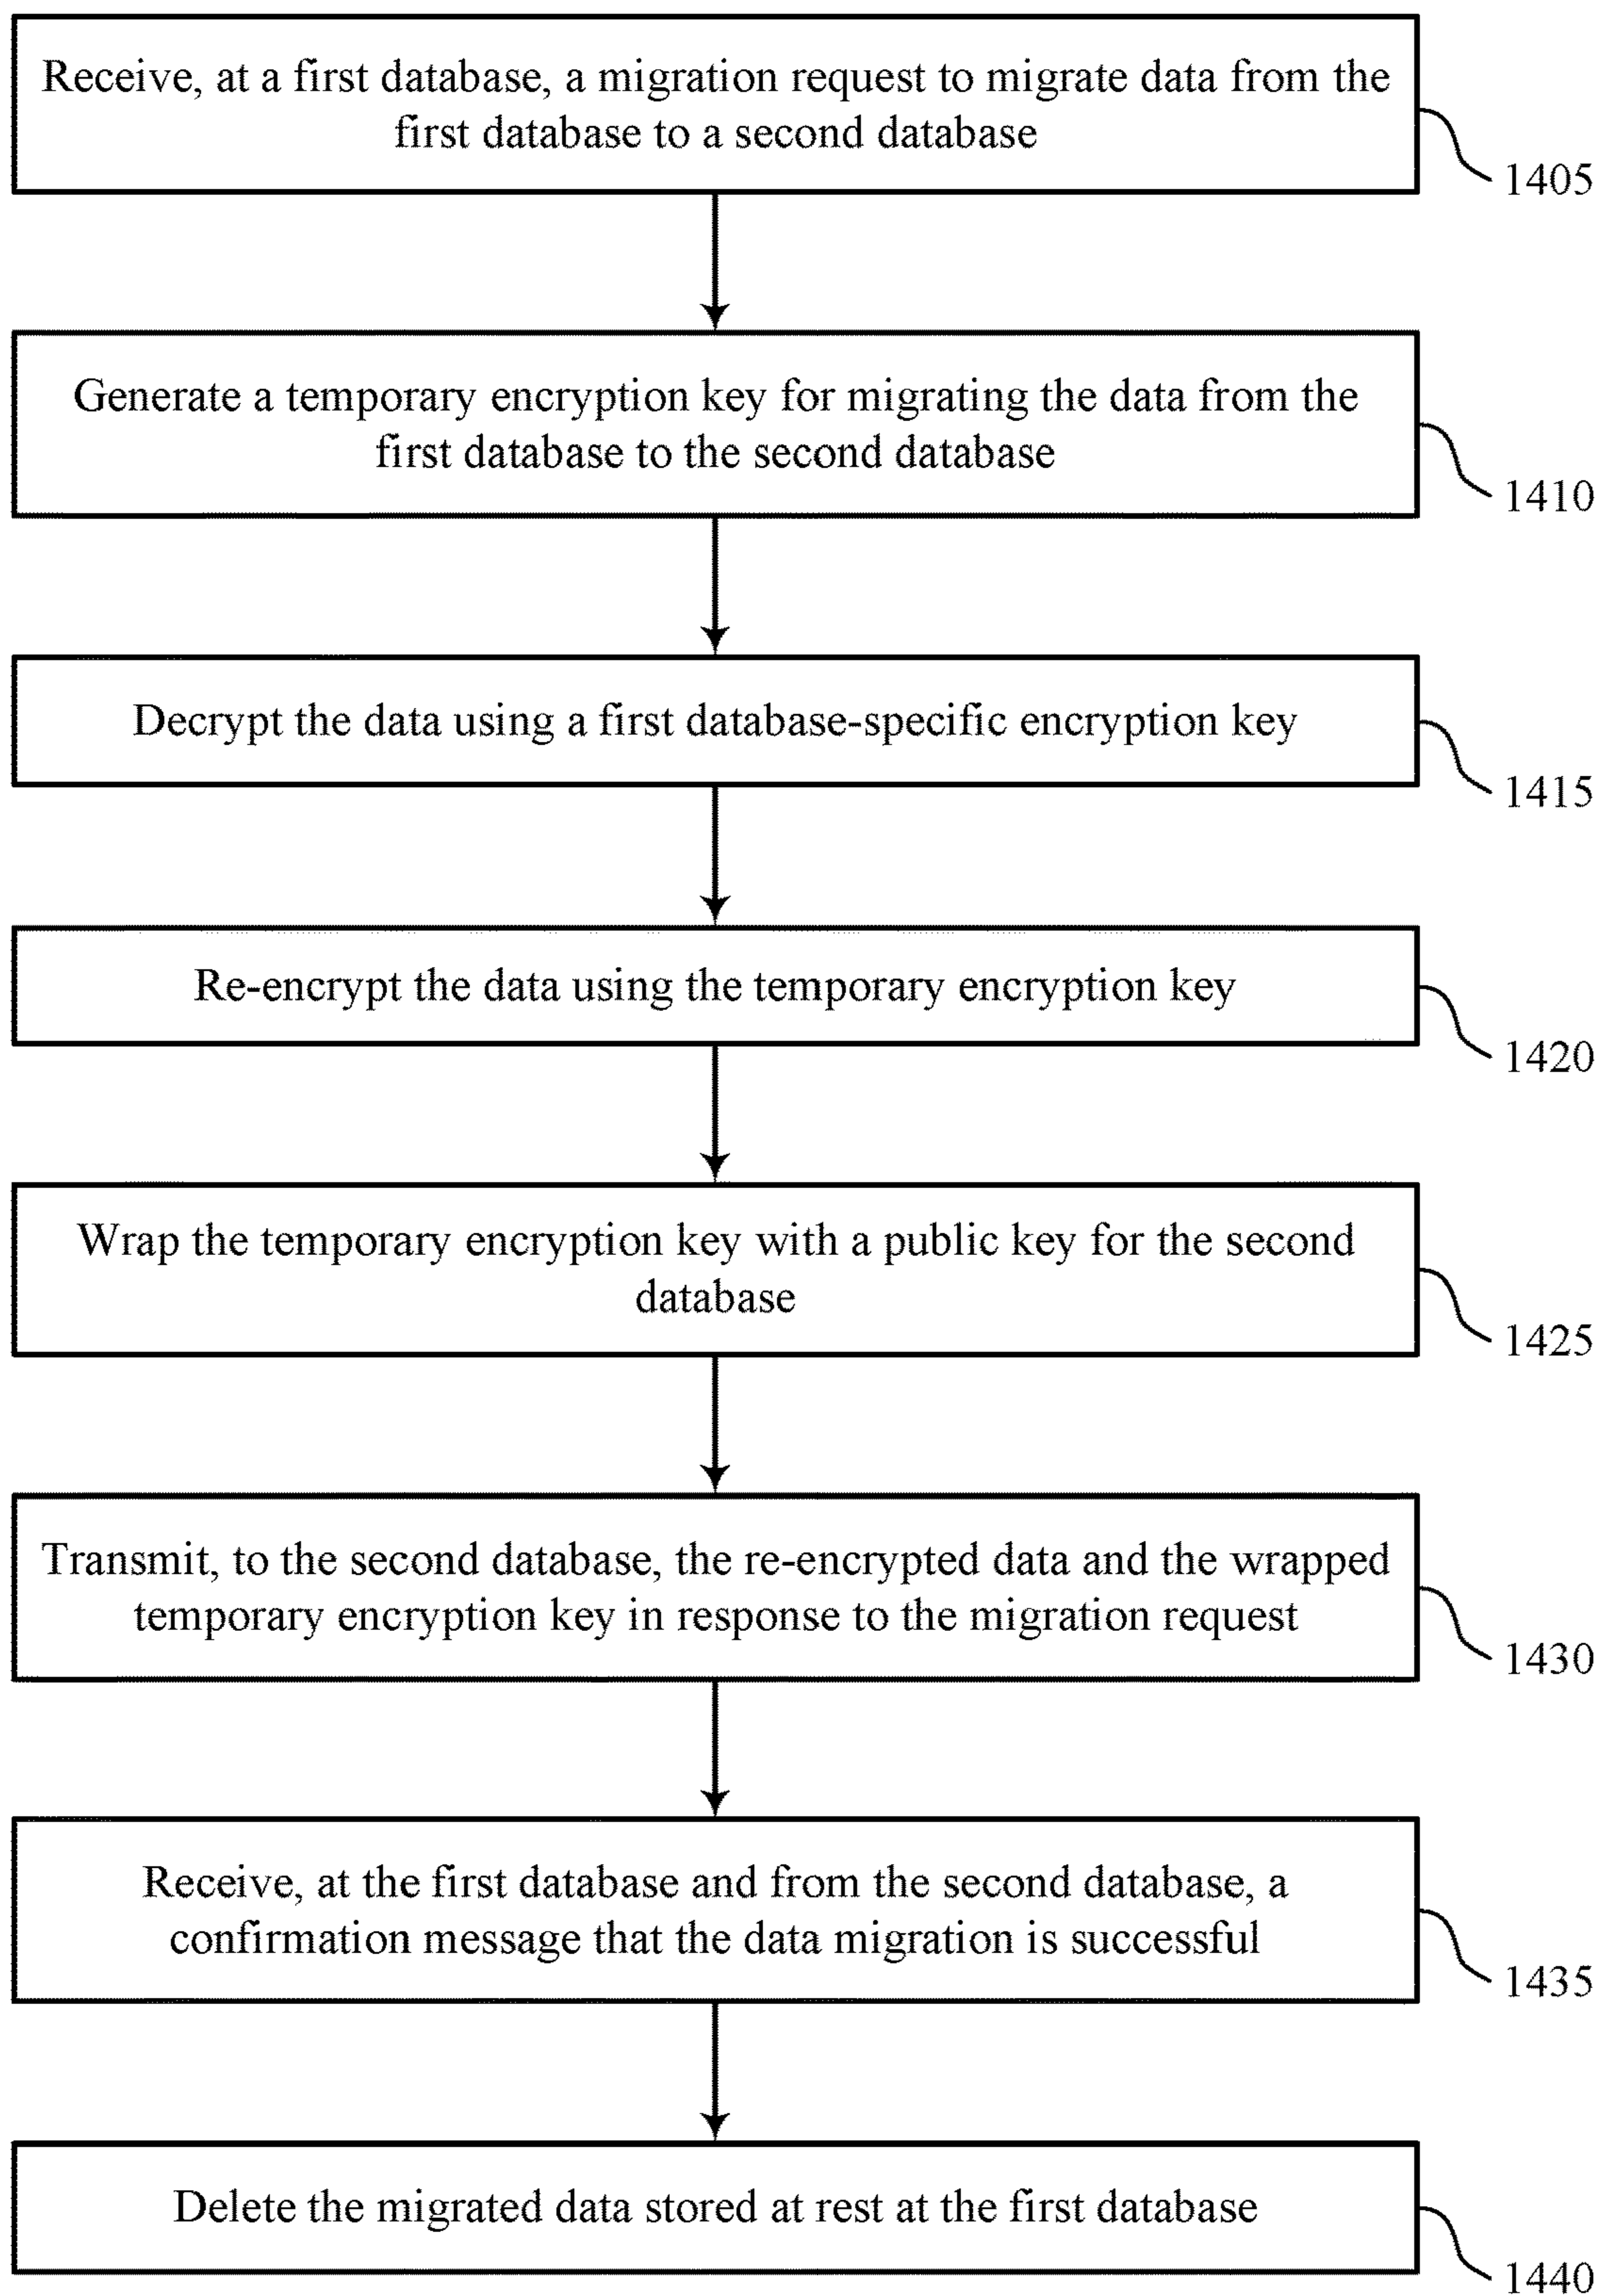 Receive, at a first database, a migration request to migrate data from the
first database to a second database
1405
Generate a temporary encryption key for migrating the data from the
first database to the second database
1410
Decrypt the data using a first database-specific encryption key
1415
Re-encrypt the data using the temporary encryption key
1420
Wrap the temporary encryption key with a public key for the second
database
1425
Transmit, to the second database, the re-encrypted data and the wrapped
temporary encryption key in response to the migration request
1430
Receive, at the first database and from the second database, a
confirmation message that the data migration is successful
1435
Delete the migrated data stored at rest at the first database
1440